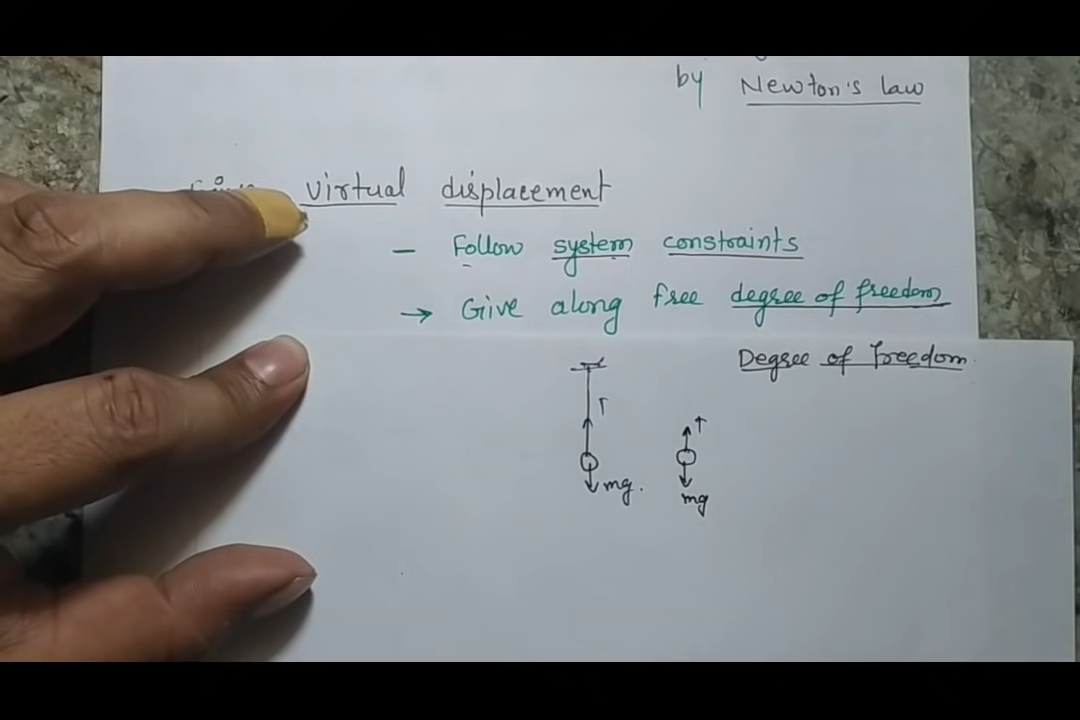 by Newton's law
virtual displacement
- Follow system constraints
→ Give along free degree of freedom
Degree of freedom
T
T
mg.
mg